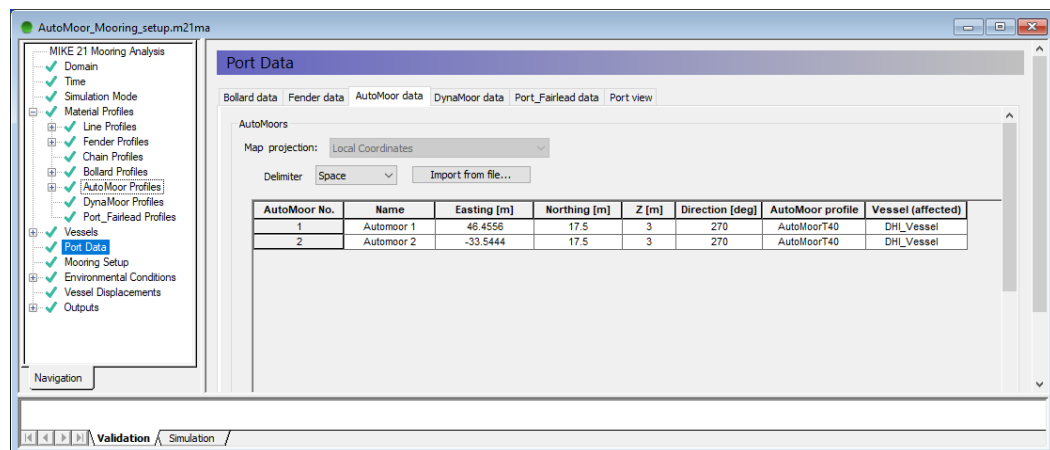 AutoMoor_Mooring_setup.m21ma
MIKE 21 Mooring Analysis
Domain
Time
Simulation Mode
Material Profiles
Line Profiles
Fender Profiles
Chain Profiles
Bollard Profiles
AutoMoor Profiles
DynaMoor Profiles
Port_Fairlead Profiles
Vessels
Port Data
Mooring Setup
Environmental Conditions
Vessel Displacements
Outputs
Navigation
Port Data
Bollard data Fender data AutoMoor data DynaMoor data Port_Fairlead data Port view
AutoMoors
Map projection: Local Coordinates
Delimiter Space Import from file...
AutoMoor No. Name Easting [m] Northing [m] Z [m] Direction [deg] AutoMoor profile Vessel (affected)
1 Automoor 1 46.4556 17.5 3 270 AutoMoorT40 DHI_Vessel
2 Automoor 2 -33.5444 17.5 3 270 AutoMoorT40 DHI_Vessel
Validation Simulation